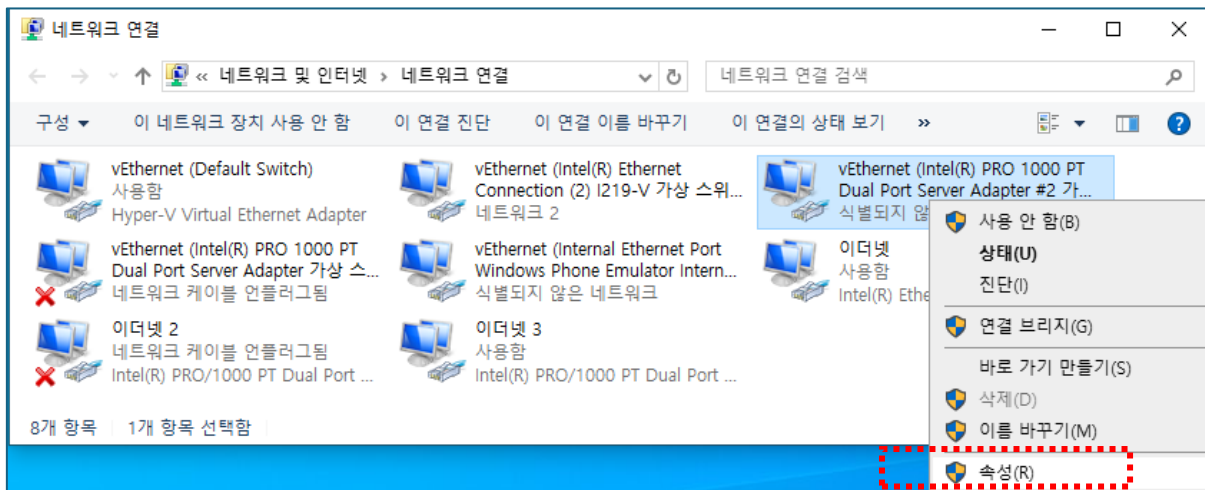 네트워크 연결
« 네트워크 및 인터넷 › 네트워크 연결
네트워크 연결 검색
구성 이 네트워크 장치 사용 안 함 이 연결 진단 이 연결 이름 바꾸기 이 연결의 상태 보기 »
vEthernet (Default Switch)
사용함
Hyper-V Virtual Ethernet Adapter
vEthernet (Intel(R) Ethernet
Connection (2) I219-V 가상 스위...
네트워크 2
vEthernet (Intel(R) PRO 1000 PT
Dual Port Server Adapter #2 가...
식별되지 않
vEthernet (Intel(R) PRO 1000 PT
Dual Port Server Adapter 가상 스...
네트워크 케이블 언플러그됨
vEthernet (Internal Ethernet Port
Windows Phone Emulator Intern...
식별되지 않은 네트워크
이더넷
사용함
Intel(R) Ethe
이더넷 2
네트워크 케이블 언플러그됨
Intel(R) PRO/1000 PT Dual Port ...
이더넷 3
사용함
Intel(R) PRO/1000 PT Dual Port ...
사용 안 함(B)
상태(U)
진단(I)
연결 브리지(G)
바로 가기 만들기(S)
삭제(D)
이름 바꾸기(M)
속성(R)
8개 항목 1개 항목 선택함